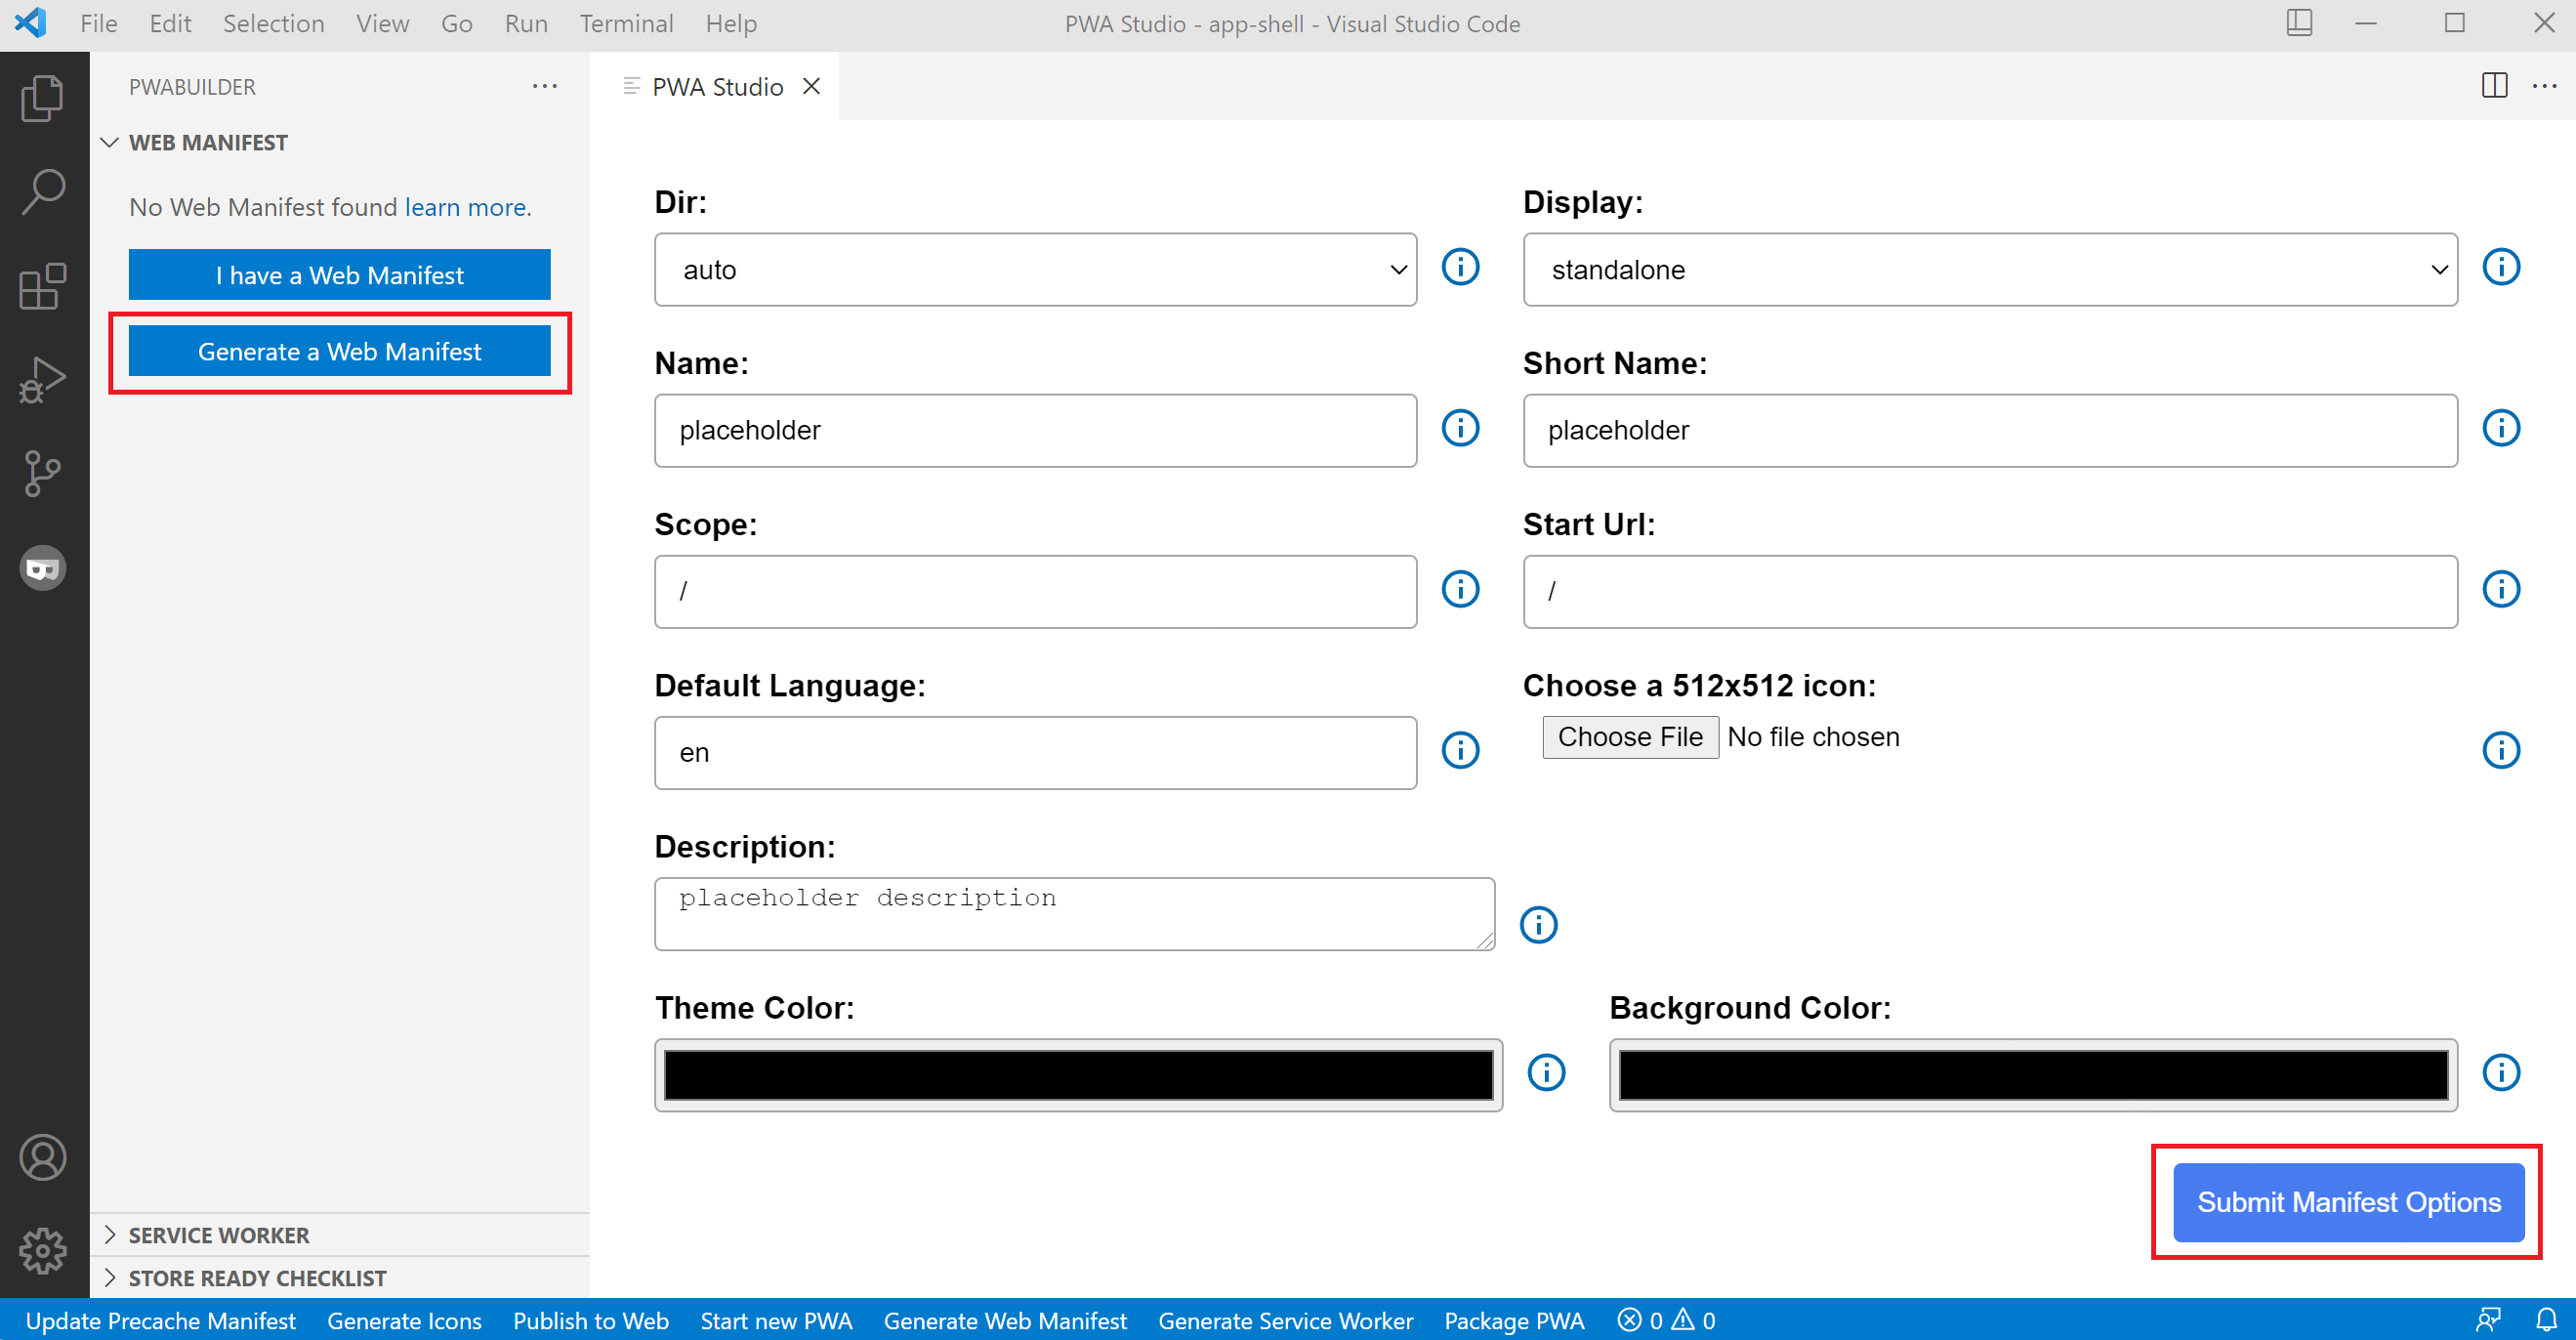 File Edit Selection View Go Run Terminal Help PWA Studio - app-shell - Visual Studio Code
PWABUILDER
WEB MANIFEST
No Web Manifest found learn more.
I have a Web Manifest
Generate a Web Manifest
SERVICE WORKER
STORE READY CHECKLIST
PWA Studio
Dir:
auto
Display:
standalone
Name:
placeholder
Short Name:
placeholder
Scope:
/
Start Url:
/
Default Language:
en
Choose a 512x512 icon:
Choose File No file chosen
Description:
placeholder description
Theme Color:
Background Color:
Submit Manifest Options
Update Precache Manifest Generate Icons Publish to Web Start new PWA Generate Web Manifest Generate Service Worker Package PWA 0 0